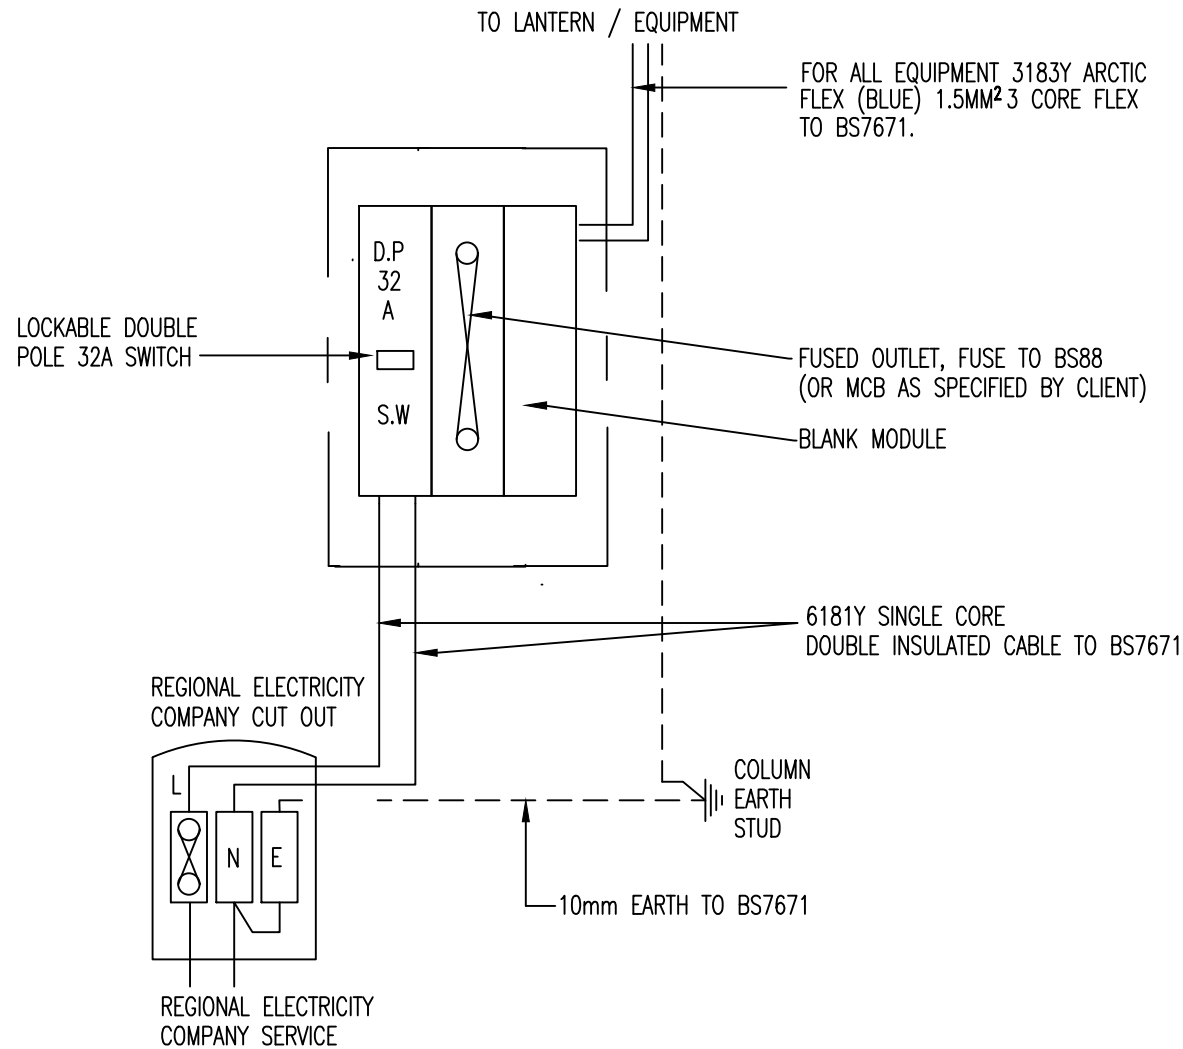 TO LANTERN / EQUIPMENT
FOR ALL EQUIPMENT 3183Y ARCTIC
FLEX (BLUE) 1.5MM² 3 CORE FLEX
TO BS7671.
D.P
32
A
S.W
LOCKABLE DOUBLE
POLE 32A SWITCH
FUSED OUTLET, FUSE TO BS88
(OR MCB AS SPECIFIED BY CLIENT)
BLANK MODULE
6181Y SINGLE CORE
DOUBLE INSULATED CABLE TO BS7671
REGIONAL ELECTRICITY
COMPANY CUT OUT
L
N
E
COLUMN
EARTH
STUD
10mm EARTH TO BS7671
REGIONAL ELECTRICITY
COMPANY SERVICE